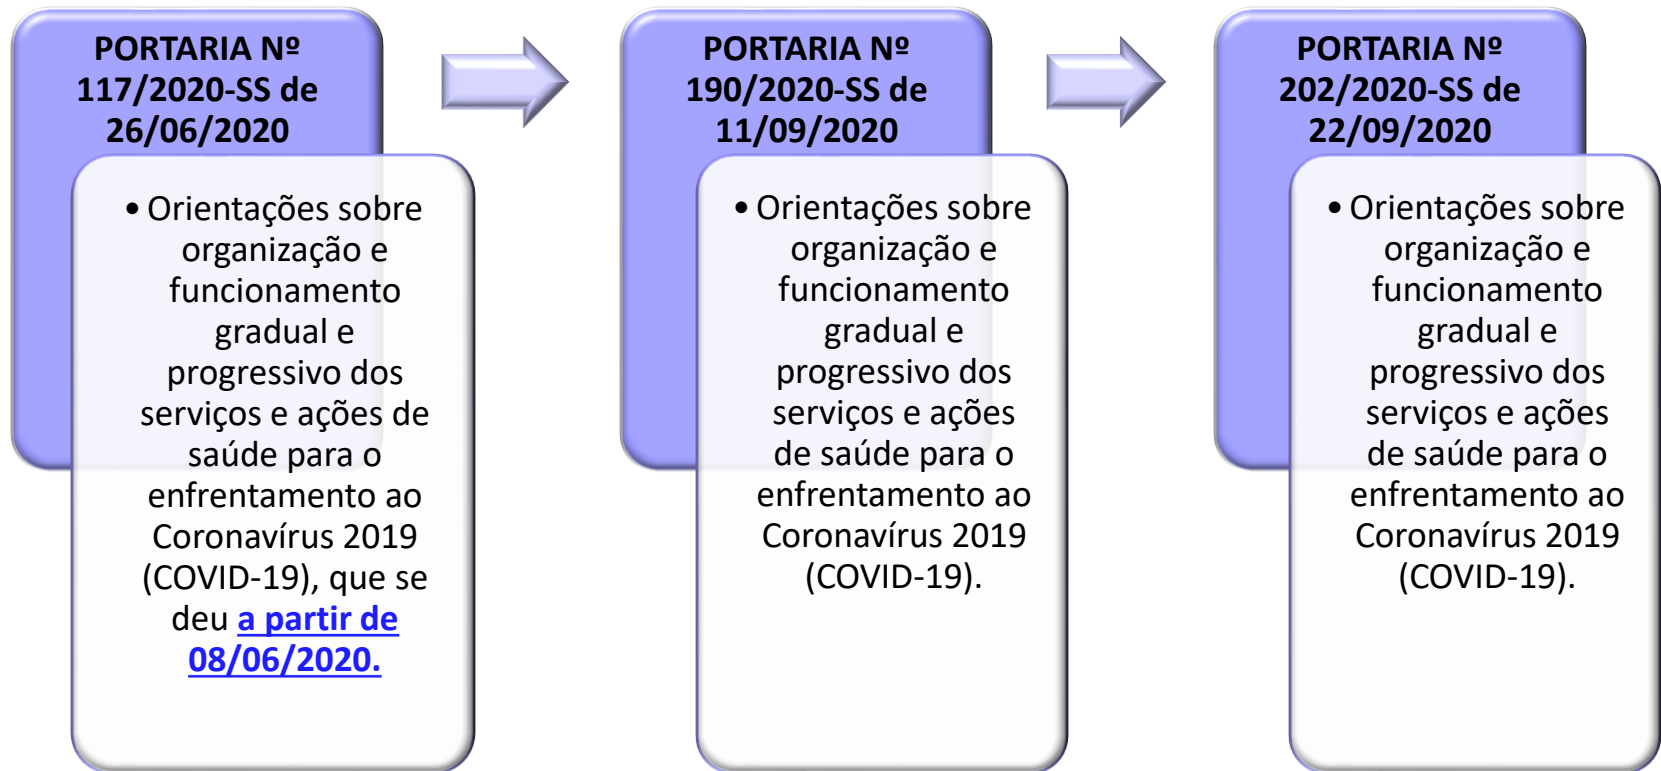 PORTARIA Nº
117/2020-SS de
26/06/2020
• Orientações sobre
organização e
funcionamento
gradual e
progressivo dos
serviços e ações de
saúde para o
enfrentamento ao
Coronavírus 2019
(COVID-19), que se
deu a partir de
08/06/2020.
PORTARIA Nº
190/2020-SS de
11/09/2020
• Orientações sobre
organização e
funcionamento
gradual e
progressivo dos
serviços e ações
de saúde para o
enfrentamento ao
Coronavírus 2019
(COVID-19).
PORTARIA Nº
202/2020-SS de
22/09/2020
• Orientações sobre
organização e
funcionamento
gradual e
progressivo dos
serviços e ações
de saúde para o
enfrentamento ao
Coronavírus 2019
(COVID-19).